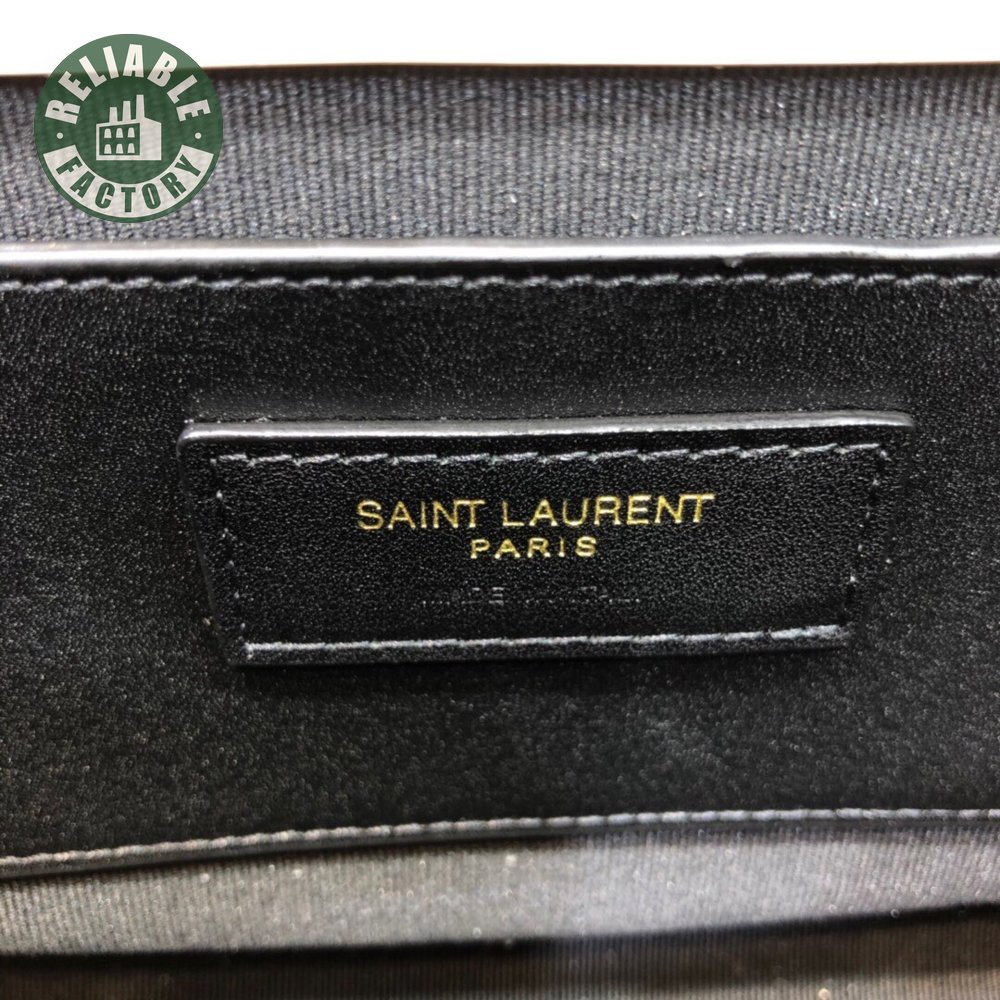 RELIABLE
FACTORY
SAINT LAURENT
PARIS